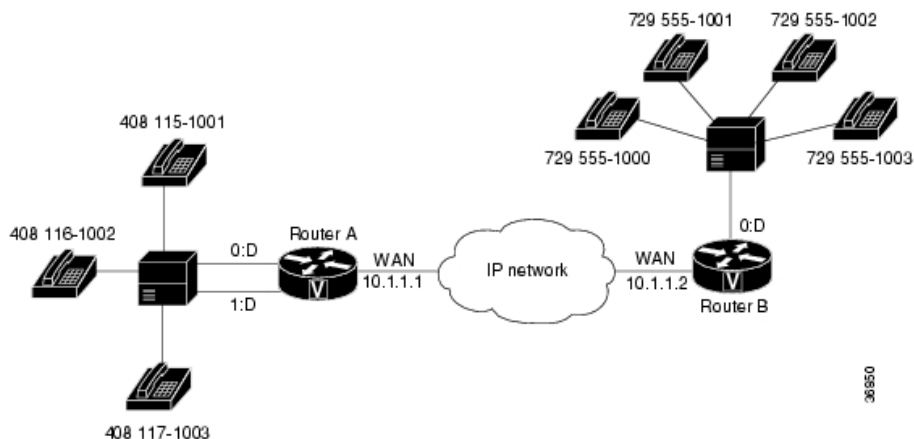 729 555-1001
729 555-1002
408 115-1001
729 555-1000
729 555-1003
408 116-1002
0:D
Router A
WAN
IP network
WAN
0:D
1:D
V
10.1.1.1
10.1.1.2
V
Router B
408 117-1003
36950